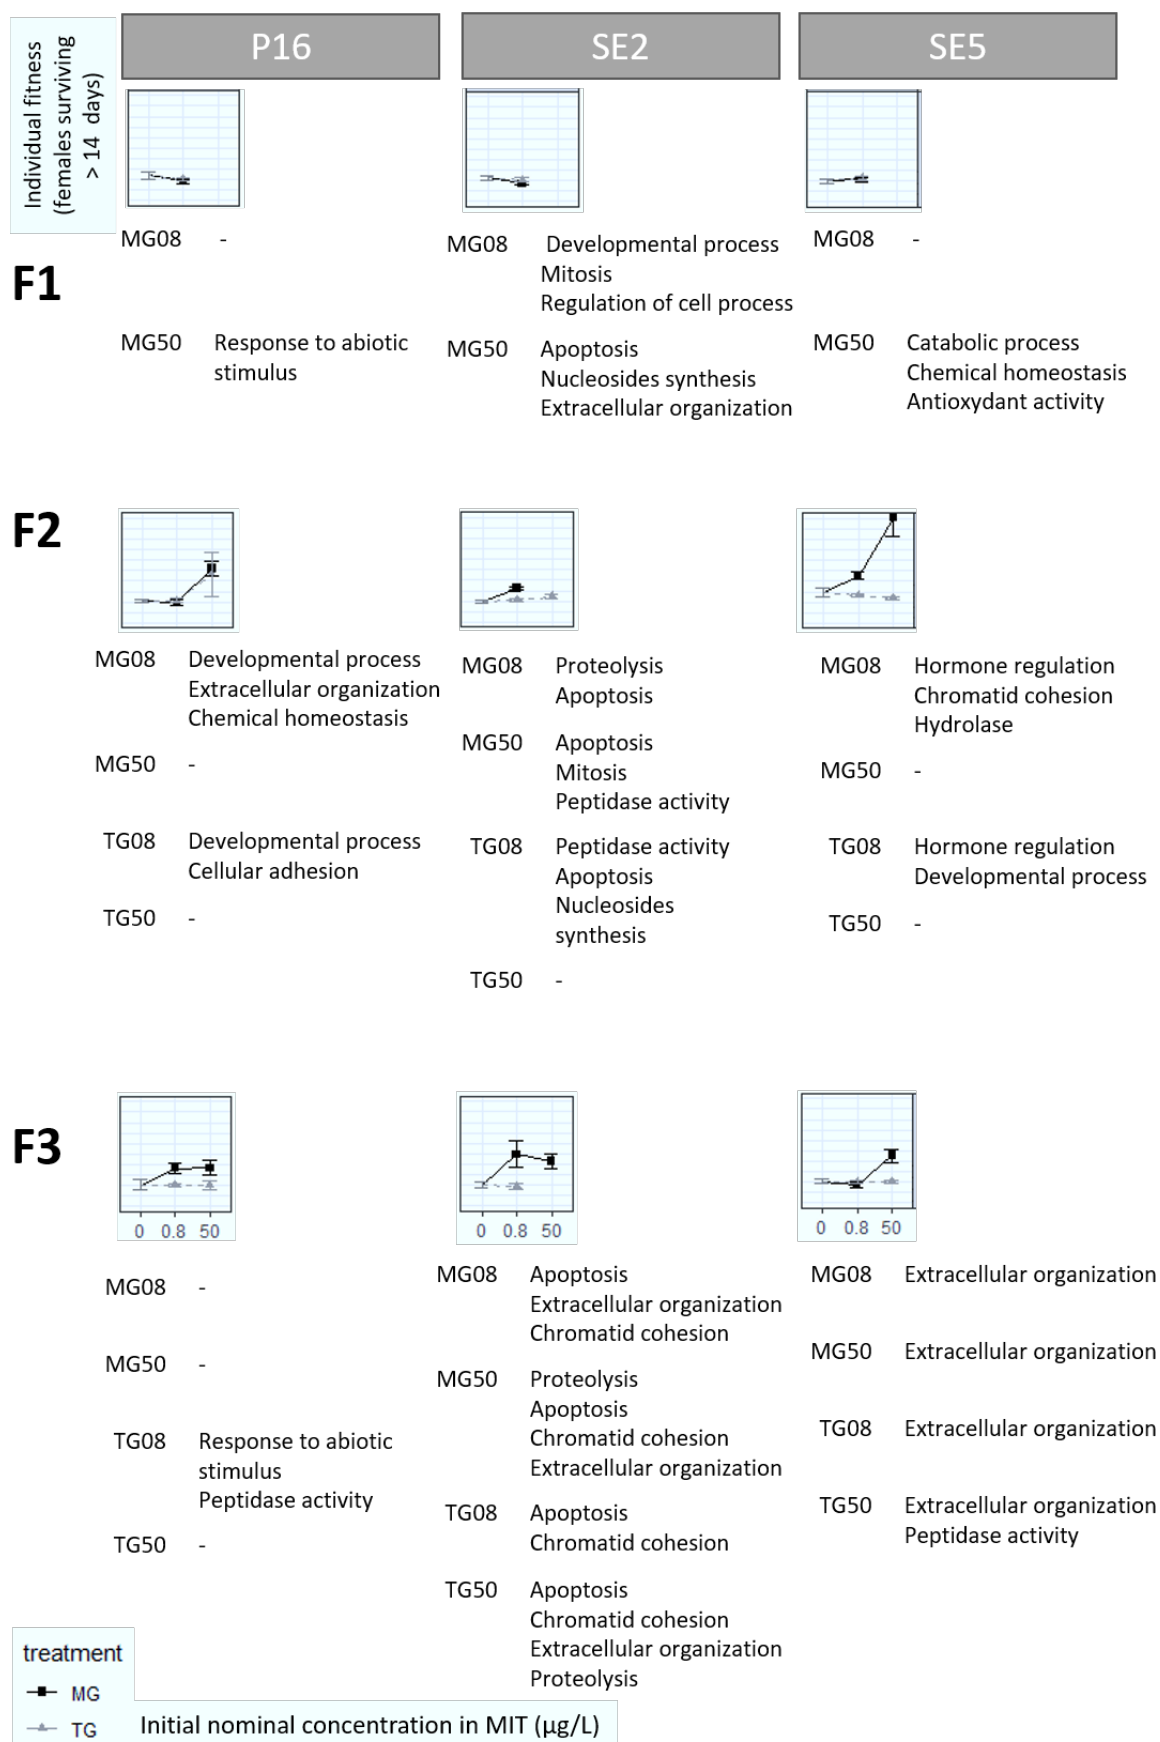 Individual fitness
(females surviving
> 14 days)
P16
SE2
SE5
F1
MG08 -
MG50 Response to abiotic
stimulus
MG08 Developmental process
Mitosis
Regulation of cell process
MG50 Apoptosis
Nucleosides synthesis
Extracellular organization
MG08 -
MG50 Catabolic process
Chemical homeostasis
Antioxydant activity
F2
MG08 Developmental process
Extracellular organization
Chemical homeostasis
MG50 -
TG08 Developmental process
Cellular adhesion
TG50 -
MG08 Proteolysis
Apoptosis
MG50 Apoptosis
Mitosis
Peptidase activity
TG08 Peptidase activity
Apoptosis
Nucleosides
synthesis
TG50 -
MG08 Hormone regulation
Chromatid cohesion
Hydrolase
MG50 -
TG08 Hormone regulation
Developmental process
TG50 -
F3
0 0.8 50
MG08 -
MG50 -
TG08 Response to abiotic
stimulus
Peptidase activity
TG50 -
0 0.8 50
MG08 Apoptosis
Extracellular organization
Chromatid cohesion
MG50 Proteolysis
Apoptosis
Chromatid cohesion
Extracellular organization
TG08 Apoptosis
Chromatid cohesion
TG50 Apoptosis
Chromatid cohesion
Extracellular organization
Proteolysis
0 0.8 50
MG08 Extracellular organization
MG50 Extracellular organization
TG08 Extracellular organization
TG50 Extracellular organization
Peptidase activity
treatment
MG
TG
Initial nominal concentration in MIT (µg/L)